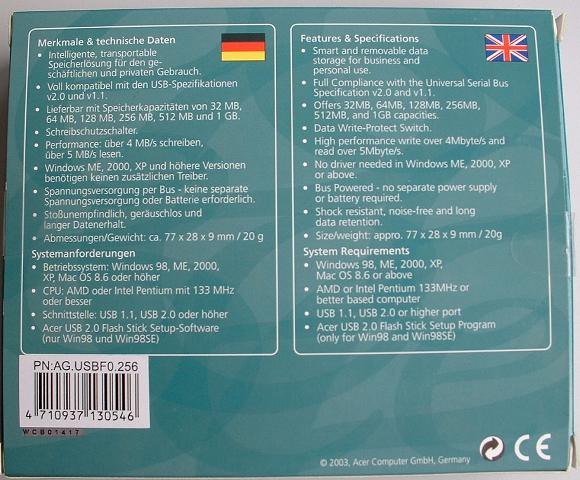 Merkmale & technische Daten
• Intelligente, transportable
Speicherlösung für den ge-
schäftlichen und privaten Gebrauch.
• Voll kompatibel mit den USB-Spezifikationen
v2.0 und v1.1.
• Lieferbar mit Speicherkapazitäten von 32 MB,
64 MB, 128 MB, 256 MB, 512 MB und 1 GB.
• Schreibschutzschalter.
• Performance: über 4 MB/s schreiben,
über 5 MB/s lesen.
• Windows ME, 2000, XP und höhere Versionen
benötigen keinen zusätzlichen Treiber.
• Spannungsversorgung per Bus - keine separate
Spannungsversorgung oder Batterie erforderlich.
• Stoßunempfindlich, geräuschlos und
langer Datenerhalt.
• Abmessungen/Gewicht: ca. 77 x 28 x 9 mm / 20 g
Systemanforderungen
• Betriebssystem: Windows 98, ME, 2000,
XP, Mac OS 8.6 oder höher
• CPU: AMD oder Intel Pentium mit 133 MHz
oder besser
• Schnittstelle: USB 1.1, USB 2.0 oder höher
• Acer USB 2.0 Flash Stick Setup-Software
(nur Win98 und Win98SE)
Features & Specifications
• Smart and removable data
storage for business and
personal use.
• Full Compliance with the Universal Serial Bus
Specification v2.0 and v1.1.
• Offers 32MB, 64MB, 128MB, 256MB,
512MB, and 1GB capacities.
• Data Write-Protect Switch.
• High performance write over 4Mbyte/s and
read over 5Mbyte/s.
• No driver needed in Windows ME, 2000, XP
or above.
• Bus Powered - no separate power supply
or battery required.
• Shock resistant, noise-free and long
data retention.
• Size/weight: appro. 77 x 28 x 9 mm / 20g
System Requirements
• Windows 98, ME, 2000, XP,
Mac OS 8.6 or above
• AMD or Intel Pentium 133MHz or
better based computer
• USB 1.1, USB 2.0 or higher port
• Acer USB 2.0 Flash Stick Setup Program
(only for Win98 and Win98SE)
PN:AG.USBF0.256
4 710937 130546
WCB01417
© 2003, Acer Computer GmbH, Germany
CE